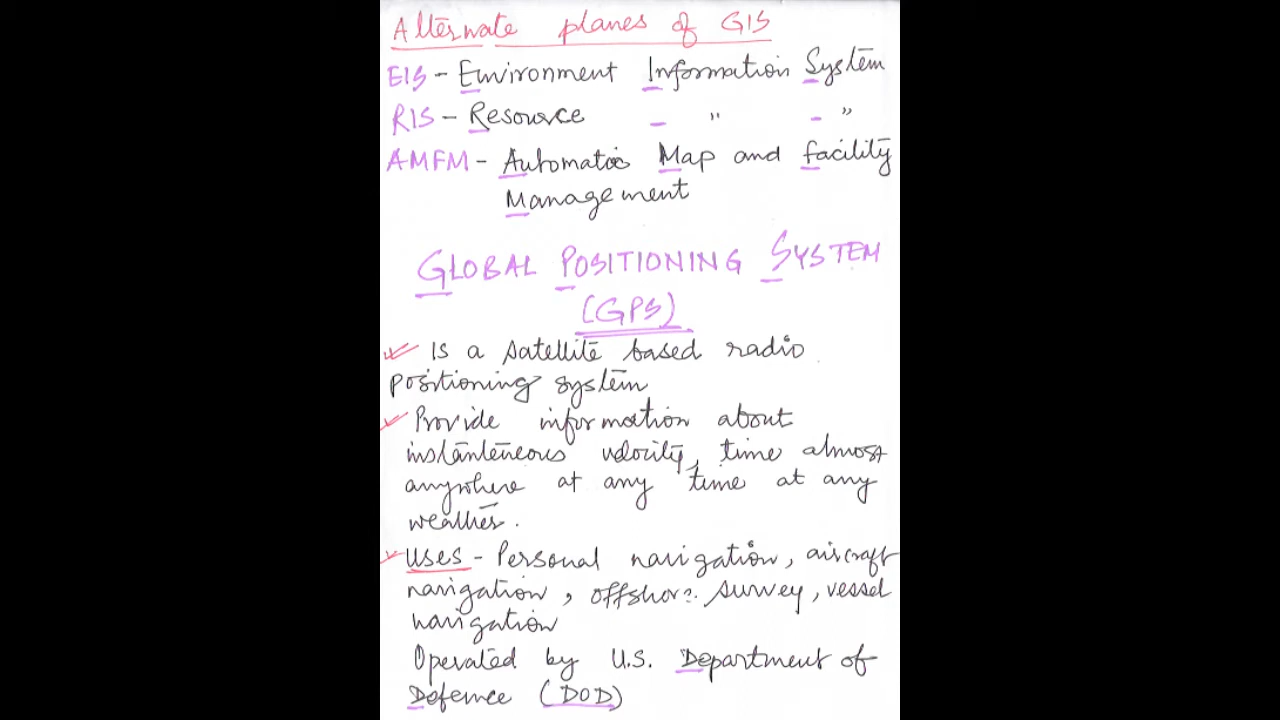 Alternate planes of GIS
EIS - Environment Information System
RIS - Resource - " - "
AMFM - Automatic Map and facility
Management
GLOBAL POSITIONING SYSTEM
(GPS)
Is a satellite based radio
positioning system
Provide information about
instanteneous velocity, time almost
anywhere at any time at any
weather.
Uses - Personal navigation, aircraft
navigation, offshore survey, vessel
navigation
Operated by U.S. Department of
Defence (DOD)